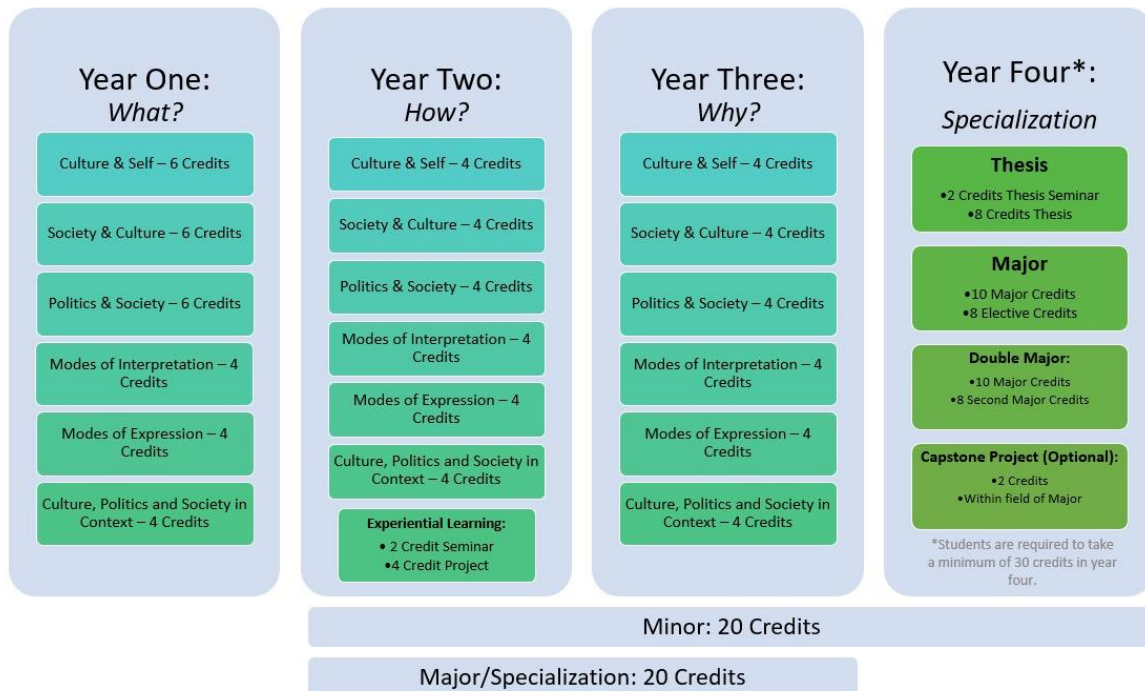 Year One:
What?
Culture & Self – 6 Credits
Society & Culture – 6 Credits
Politics & Society – 6 Credits
Modes of Interpretation – 4
Credits
Modes of Expression – 4
Credits
Culture, Politics and Society in
Context – 4 Credits
Year Two:
How?
Culture & Self – 4 Credits
Society & Culture – 4 Credits
Politics & Society – 4 Credits
Modes of Interpretation – 4
Credits
Modes of Expression – 4
Credits
Culture, Politics and Society in
Context – 4 Credits
Experiential Learning:
• 2 Credit Seminar
•4 Credit Project
Year Three:
Why?
Culture & Self – 4 Credits
Society & Culture – 4 Credits
Politics & Society – 4 Credits
Modes of Interpretation – 4
Credits
Modes of Expression – 4
Credits
Culture, Politics and Society in
Context – 4 Credits
Year Four*:
Specialization
Thesis
•2 Credits Thesis Seminar
•8 Credits Thesis
Major
•10 Major Credits
•8 Elective Credits
Double Major:
•10 Major Credits
•8 Second Major Credits
Capstone Project (Optional):
•2 Credits
•Within field of Major
*Students are required to take
a minimum of 30 credits in year
four.
Minor: 20 Credits
Major/Specialization: 20 Credits